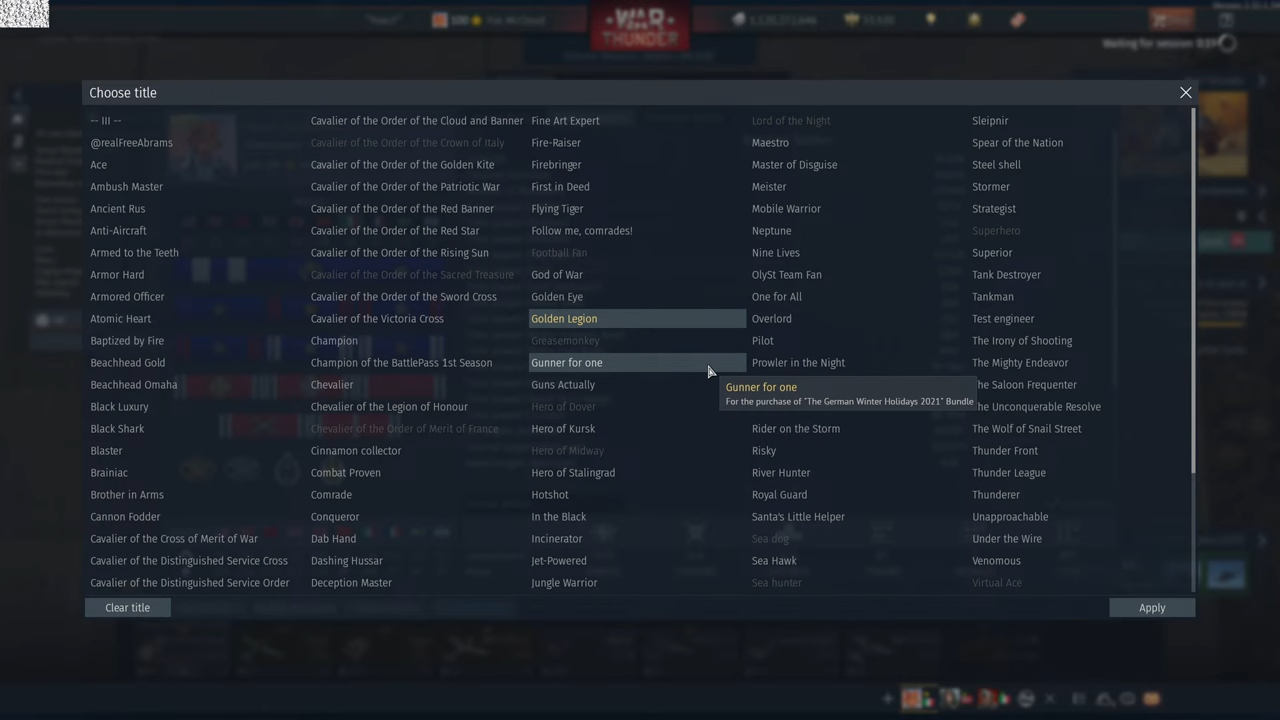 WAR
THUNDER
Waiting for session
Choose title
-- III --
@realFreeAbrams
Ace
Ambush Master
Ancient Rus
Anti-Aircraft
Armed to the Teeth
Armor Hard
Armored Officer
Atomic Heart
Baptized by Fire
Beachhead Gold
Beachhead Omaha
Black Luxury
Black Shark
Blaster
Brainiac
Brother in Arms
Cannon Fodder
Cavalier of the Cross of Merit of War
Cavalier of the Distinguished Service Cross
Cavalier of the Distinguished Service Order
Cavalier of the Order of the Cloud and Banner
Cavalier of the Order of the Crown of Italy
Cavalier of the Order of the Golden Kite
Cavalier of the Order of the Patriotic War
Cavalier of the Order of the Red Banner
Cavalier of the Order of the Red Star
Cavalier of the Order of the Rising Sun
Cavalier of the Order of the Sacred Treasure
Cavalier of the Order of the Sword Cross
Cavalier of the Victoria Cross
Champion
Champion of the BattlePass 1st Season
Chevalier
Chevalier of the Legion of Honour
Chevalier of the Order of Merit of France
Cinnamon collector
Combat Proven
Comrade
Conqueror
Dab Hand
Dashing Hussar
Deception Master
Fine Art Expert
Fire-Raiser
Firebringer
First in Deed
Flying Tiger
Follow me, comrades!
Football Fan
God of War
Golden Eye
Golden Legion
Greasemonkey
Gunner for one
Guns Actually
Hero of Dover
Hero of Kursk
Hero of Midway
Hero of Stalingrad
Hotshot
In the Black
Incinerator
Jet-Powered
Jungle Warrior
Lord of the Night
Maestro
Master of Disguise
Meister
Mobile Warrior
Neptune
Nine Lives
OlySt Team Fan
One for All
Overlord
Pilot
Prowler in the Night
Gunner for one
For the purchase of "The German Winter Holidays 2021" Bundle
Rider on the Storm
Risky
River Hunter
Royal Guard
Santa's Little Helper
Sea dog
Sea Hawk
Sea hunter
Sleipnir
Spear of the Nation
Steel shell
Stormer
Strategist
Superhero
Superior
Tank Destroyer
Tankman
Test engineer
The Irony of Shooting
The Mighty Endeavor
he Saloon Frequenter
he Unconquerable Resolve
The Wolf of Snail Street
Thunder Front
Thunder League
Thunderer
Unapproachable
Under the Wire
Venomous
Virtual Ace
Clear title
Apply